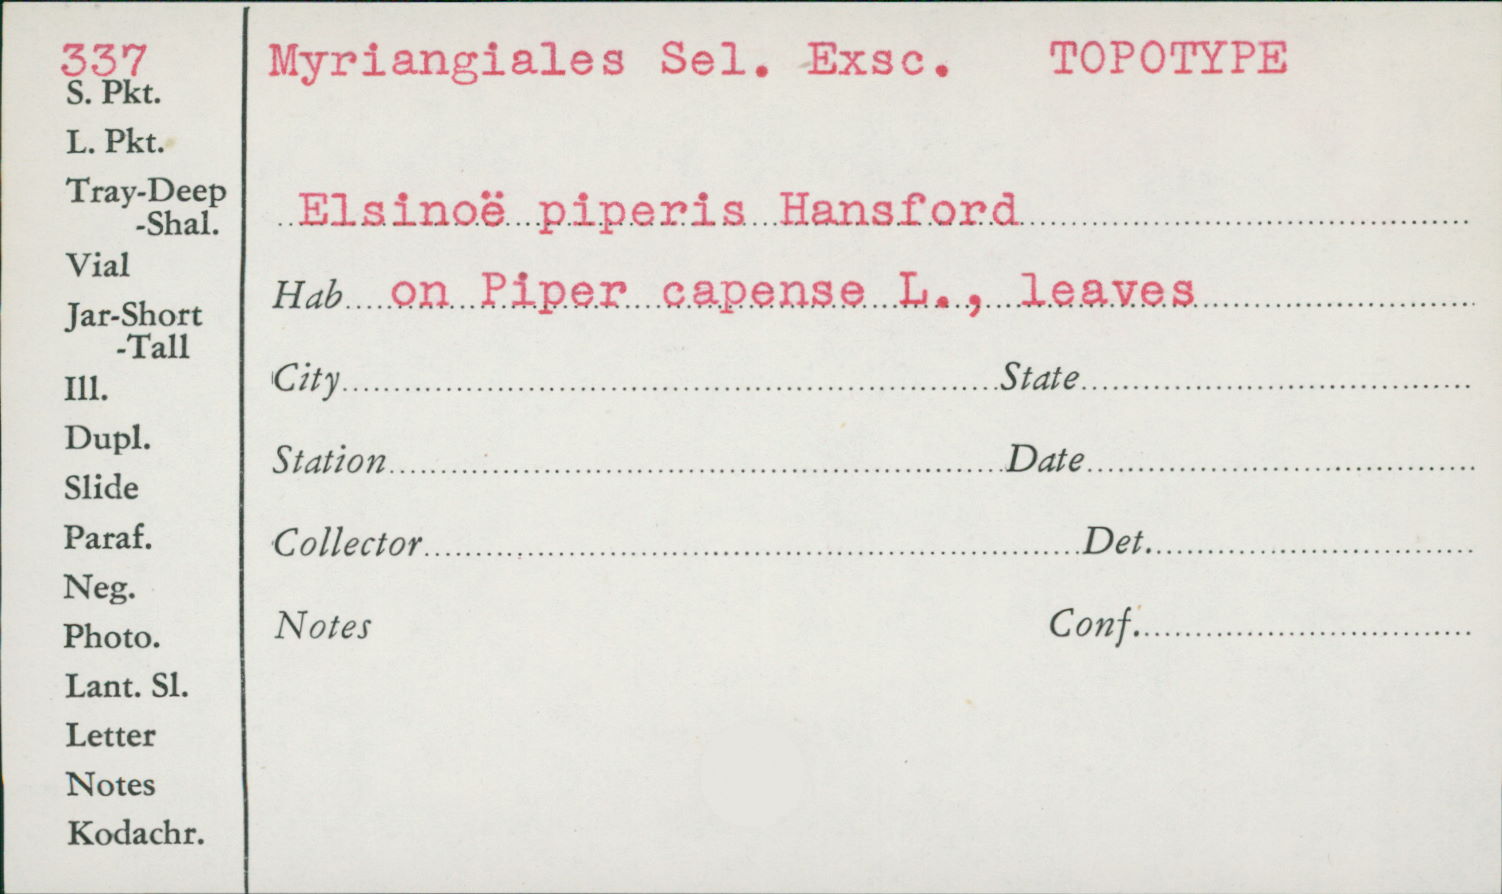 337
S. Pkt.
L. Pkt.
Tray-Deep
-Shal.
Vial
Jar-Short
-Tall
Ill.
Dupl.
Slide
Paraf.
Neg.
Photo.
Lant. Sl.
Letter
Notes
Kodachr.
Myriangiales Sel. Exsc. TOPOTYPE
Elsinoë piperis Hansford
Hab on Piper capense L., leaves
City State
Station Date
Collector Det.
Notes Conf.